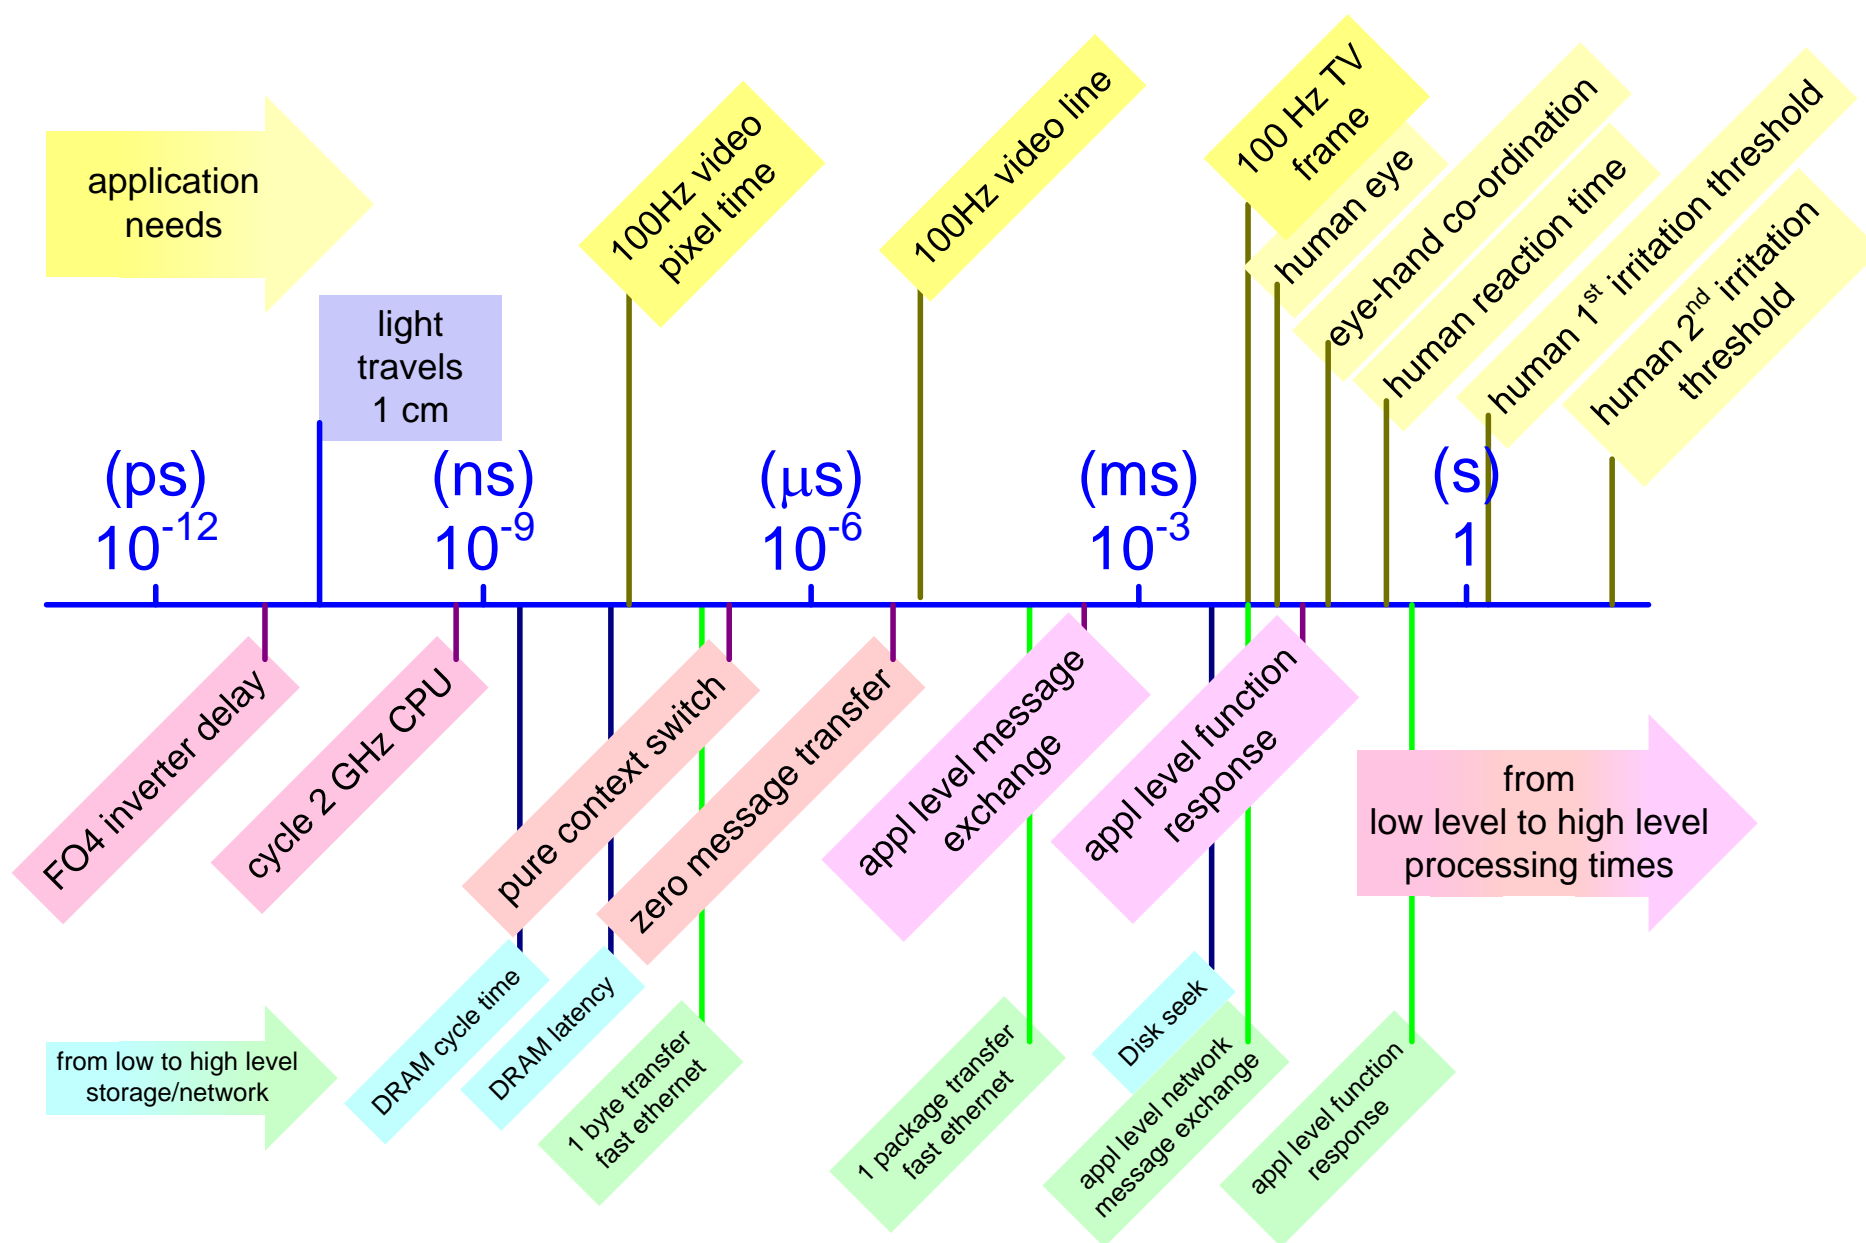 application
needs
light
travels
1 cm
100Hz video
pixel time
100Hz video line
100 Hz TV
frame
human eye
eye-hand co-ordination
human reaction time
human 1st irritation threshold
human 2nd irritation
threshold
(ps)
10-12
(ns)
10-9
(μs)
10-6
(ms)
10-3
(s)
1
FO4 inverter delay
cycle 2 GHz CPU
pure context switch
zero message transfer
appl level message
exchange
appl level function
response
from
low level to high level
processing times
from low to high level
storage/network
DRAM cycle time
DRAM latency
1 byte transfer
fast ethernet
1 package transfer
fast ethernet
Disk seek
appl level network
message exchange
appl level function
response